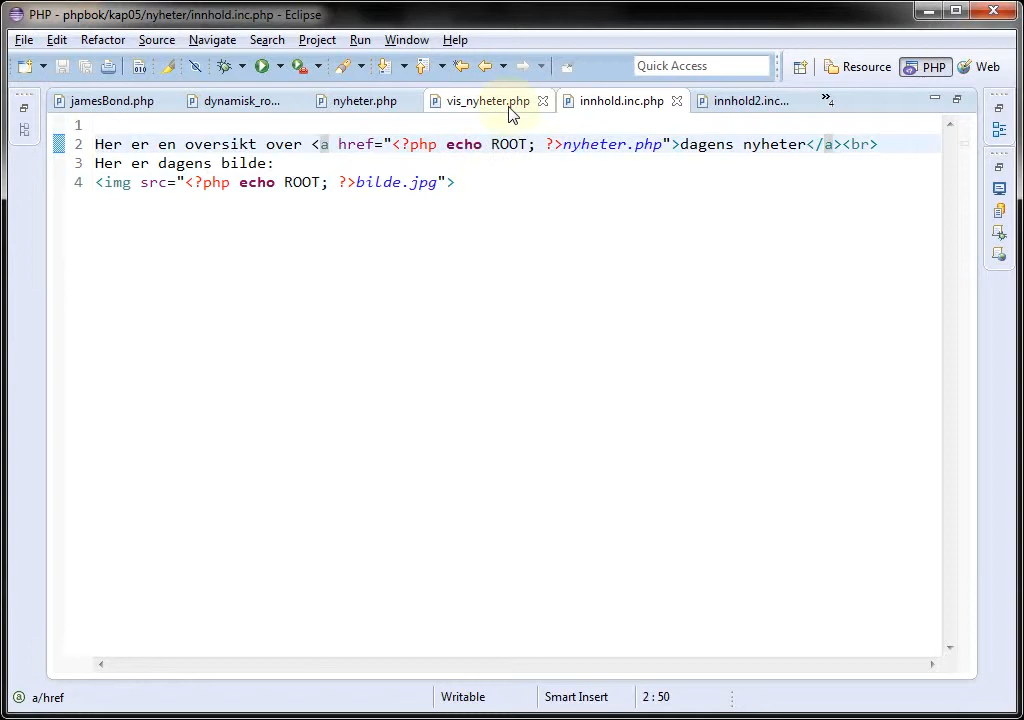 PHP - phpbok/kap05/nyheter/innhold.inc.php - Eclipse
File Edit Refactor Source Navigate Search Project Run Window Help
Quick Access Resource PHP Web
jamesBond.php dynamisk_ro... nyheter.php vis_nyheter.php innhold.inc.php innhold2.inc... »4
1
2 Her er en oversikt over <a href="<?php echo ROOT; ?>nyheter.php">dagens nyheter</a><br>
3 Her er dagens bilde:
4 <img src="<?php echo ROOT; ?>bilde.jpg">
a/href Writable Smart Insert 2 : 50